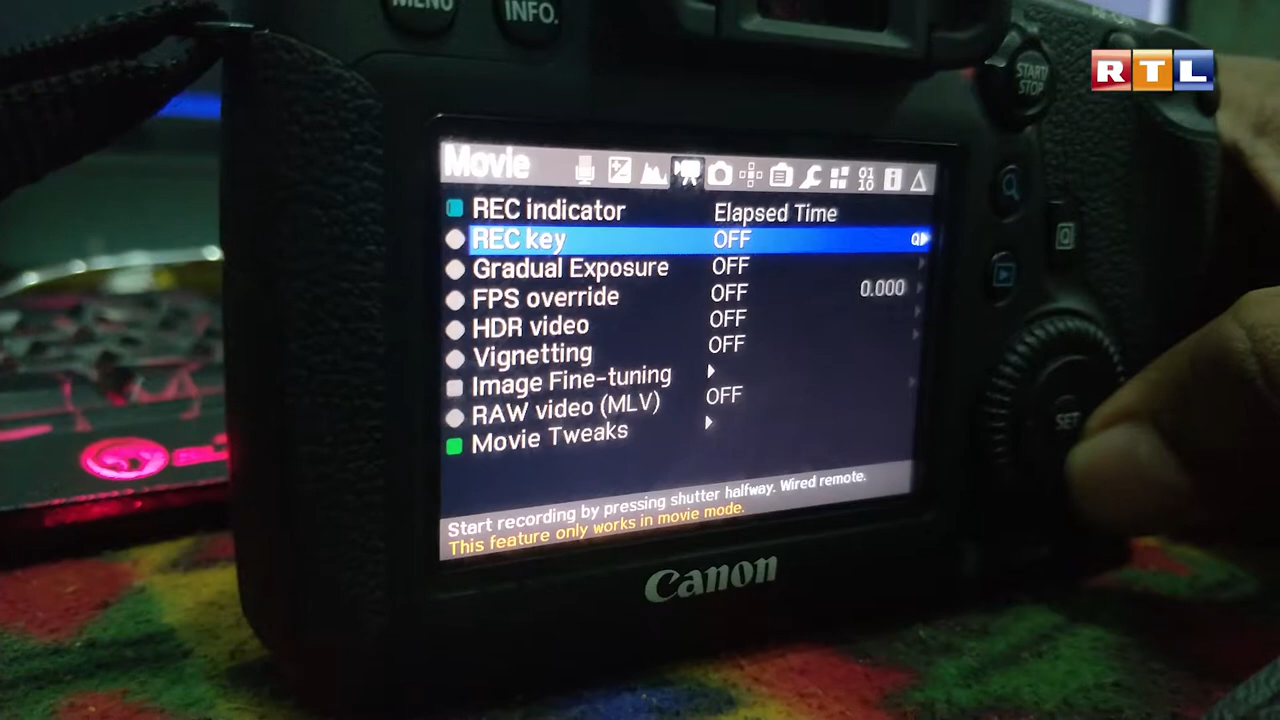 MENU
INFO.
START/
STOP
RTL
Movie
REC indicator Elapsed Time
REC key OFF Q
Gradual Exposure OFF
FPS override OFF 0.000
HDR video OFF
Vignetting OFF
Image Fine-tuning
RAW video (MLV) OFF
Movie Tweaks
Start recording by pressing shutter halfway. Wired remote.
This feature only works in movie mode.
Q
SET
Canon